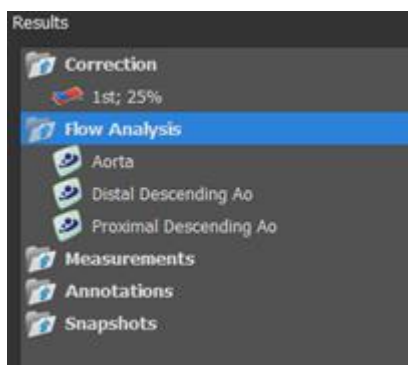 Results
Correction
1st; 25%
Flow Analysis
Aorta
Distal Descending Ao
Proximal Descending Ao
Measurements
Annotations
Snapshots